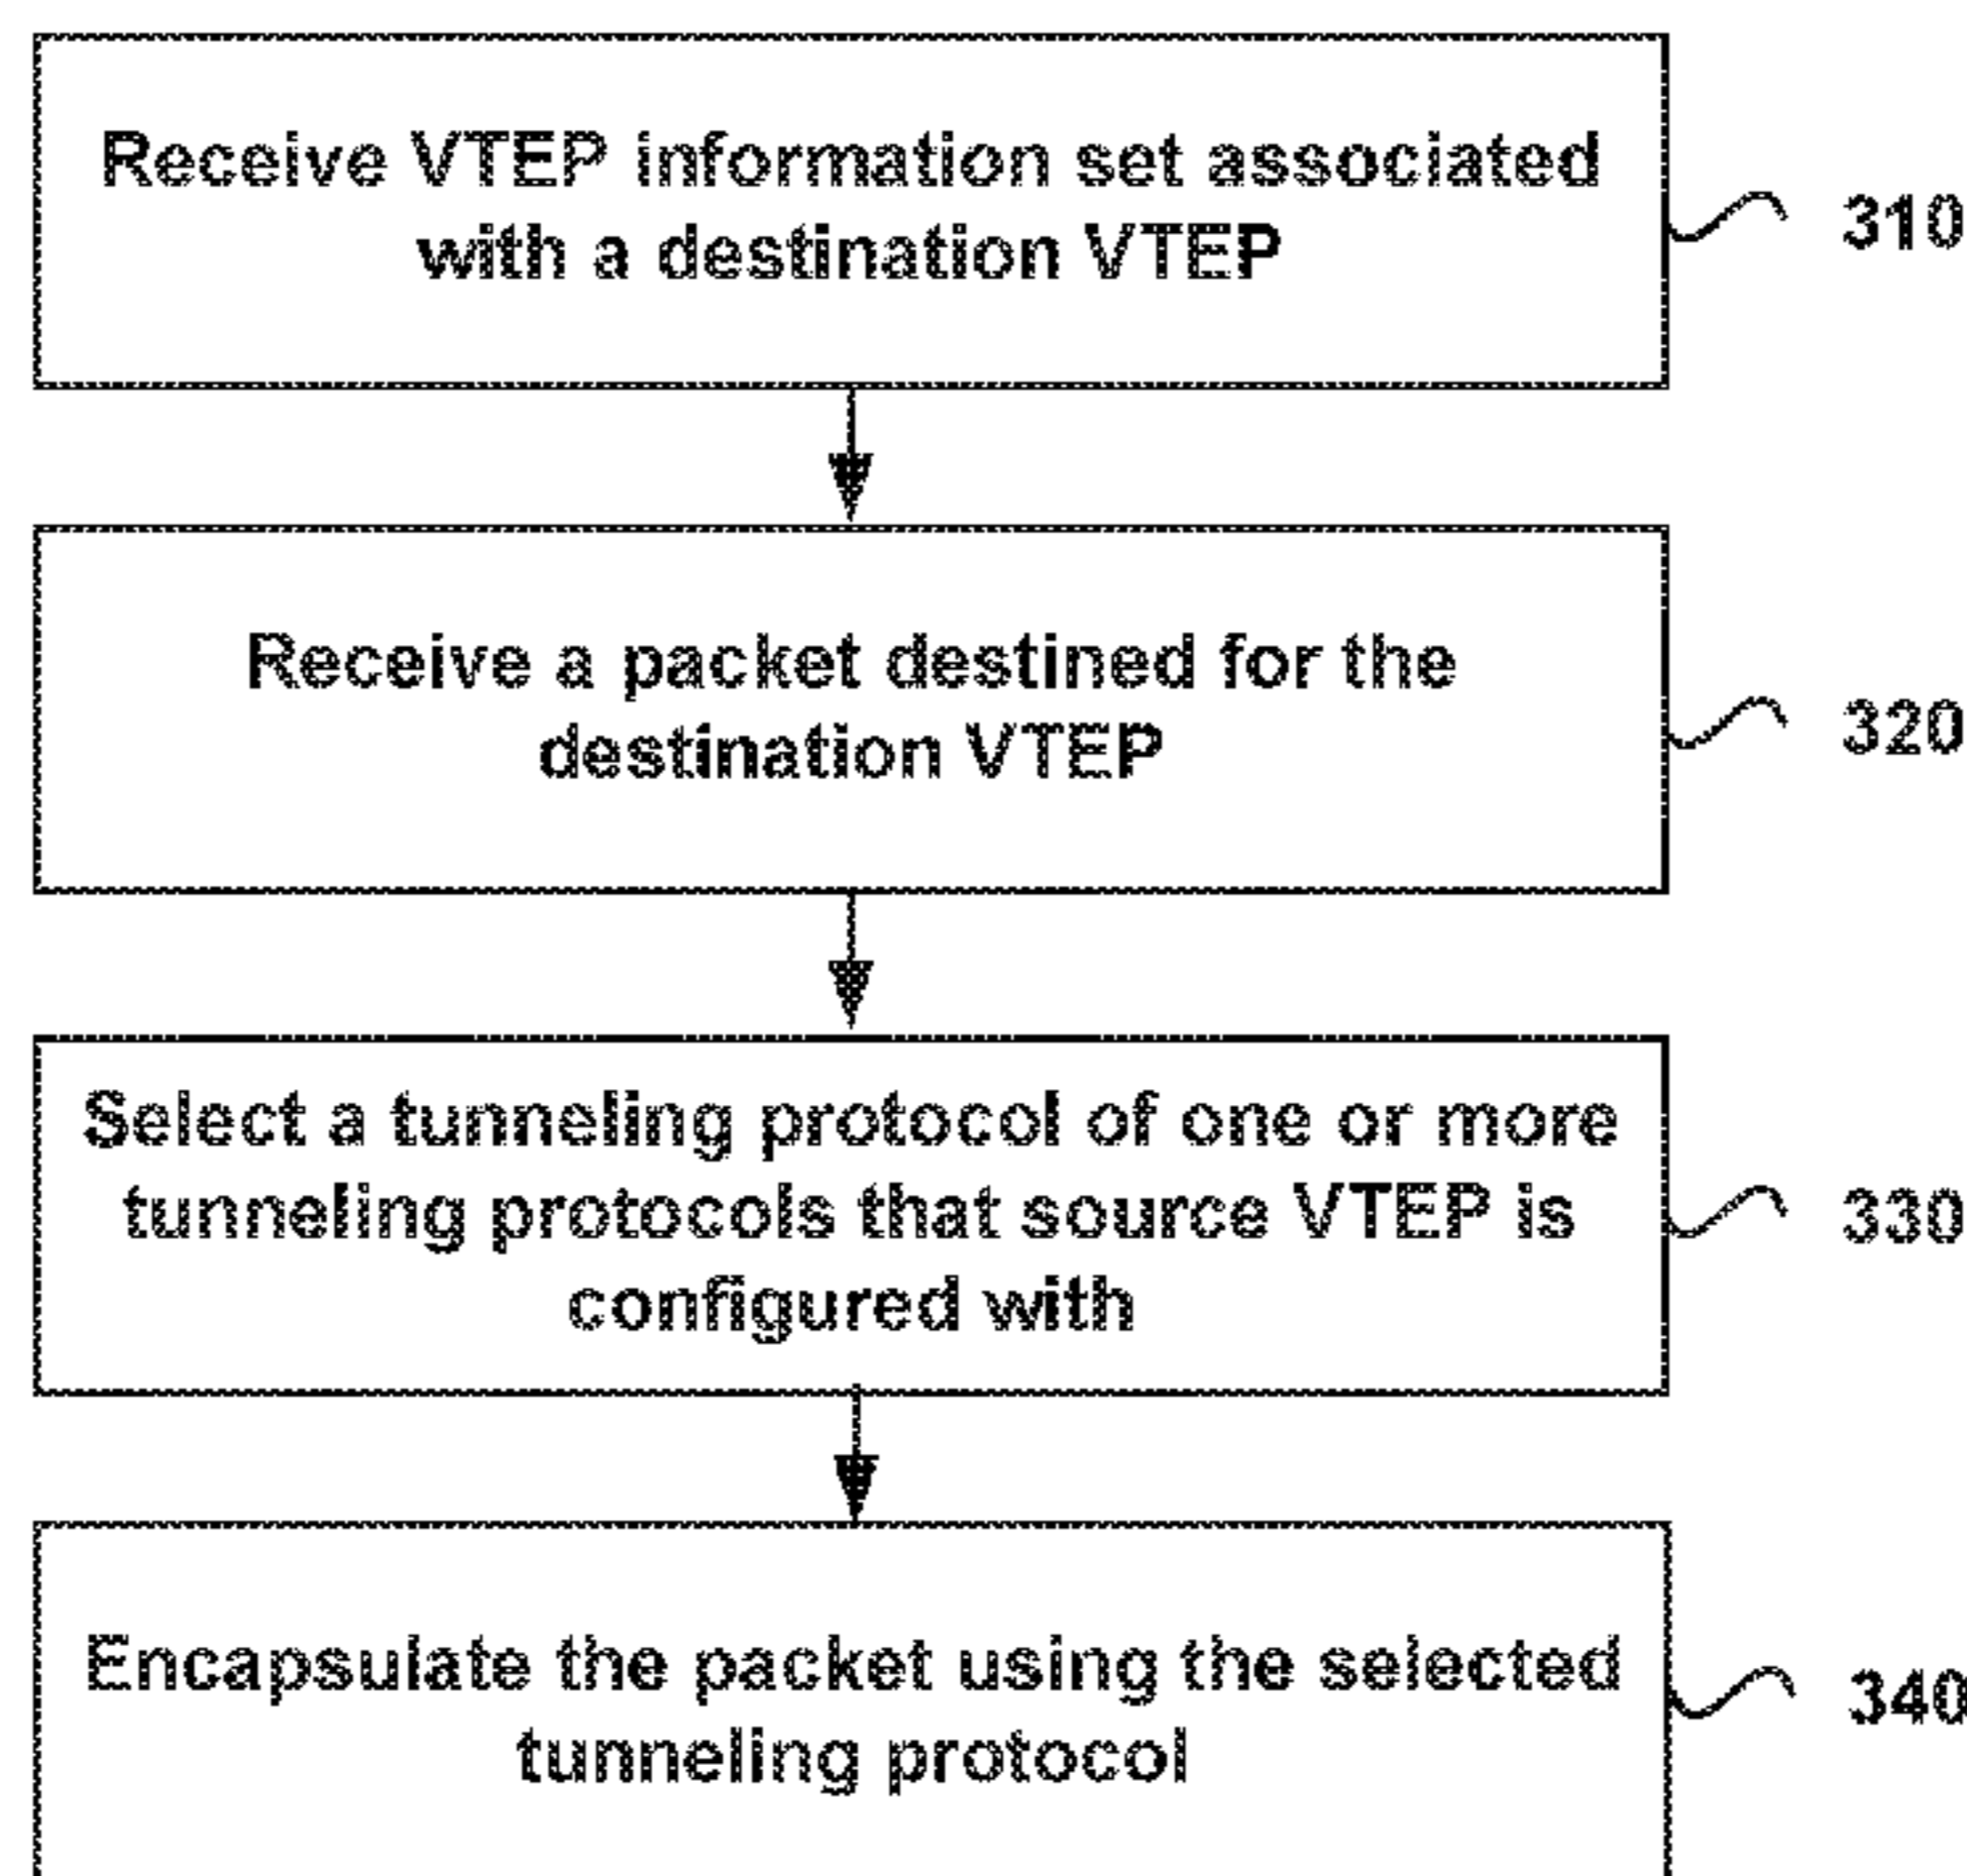 Receive VTEP information set associated
with a destination VTEP
310
Receive a packet destined for the
destination VTEP
320
Select a tunneling protocol of one or more
tunneling protocols that source VTEP is
configured with
330
Encapsulate the packet using the selected
tunneling protocol
340